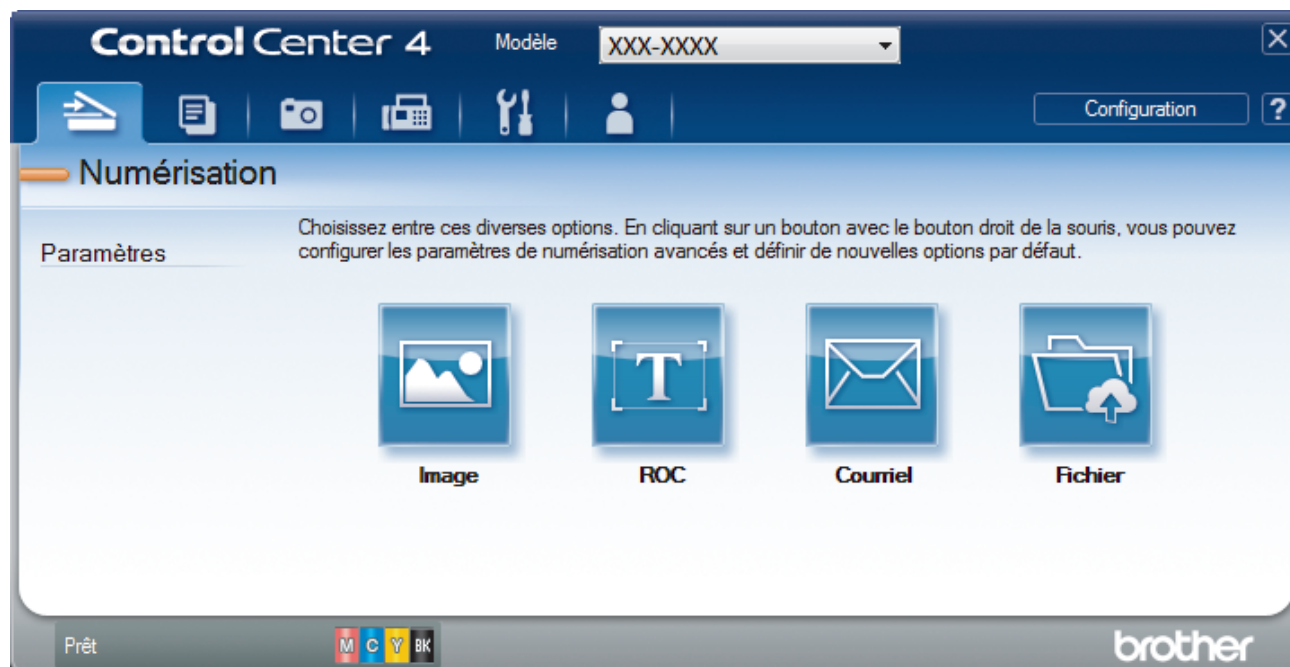 ControlCenter 4 Modèle XXX-XXXX
Configuration ?
Numérisation
Paramètres
Choisissez entre ces diverses options. En cliquant sur un bouton avec le bouton droit de la souris, vous pouvez
configurer les paramètres de numérisation avancés et définir de nouvelles options par défaut.
T
Image ROC Courriel Fichier
Prêt M C Y BK brother